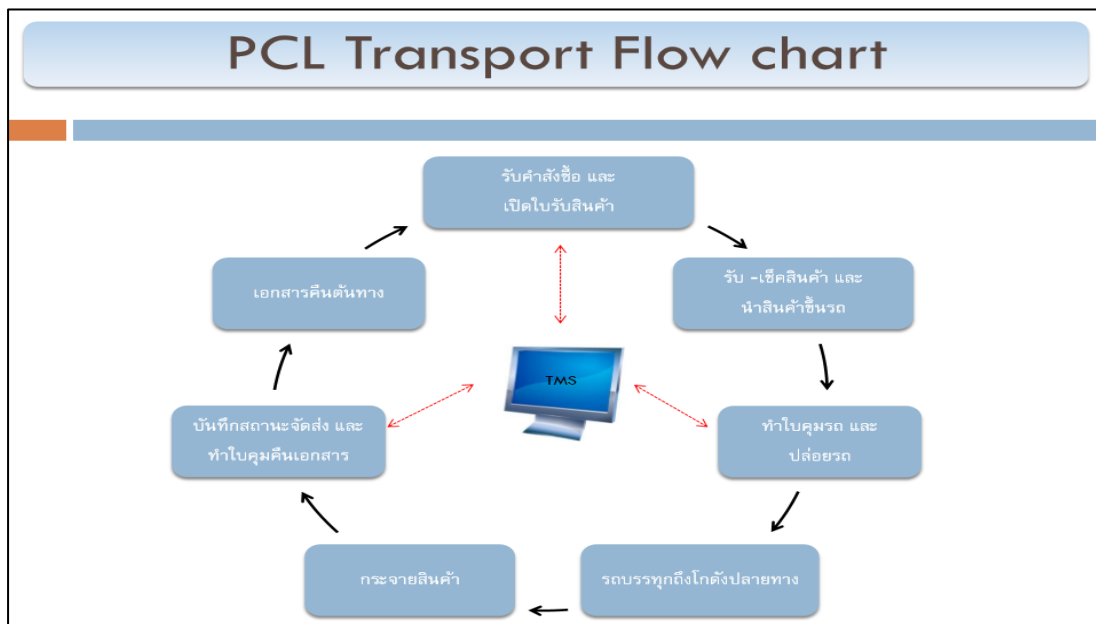 PCL Transport Flow chart
รับคำสั่งซื้อ และ
เปิดใบรับสินค้า
รับ -เช็คสินค้า และ
นำสินค้าขึ้นรถ
ทำใบคุมรถ และ
ปล่อยรถ
รถบรรทุกถึงโกดังปลายทาง
กระจายสินค้า
บันทึกสถานะจัดส่ง และ
ทำใบคุมคืนเอกสาร
เอกสารคืนต้นทาง
TMS